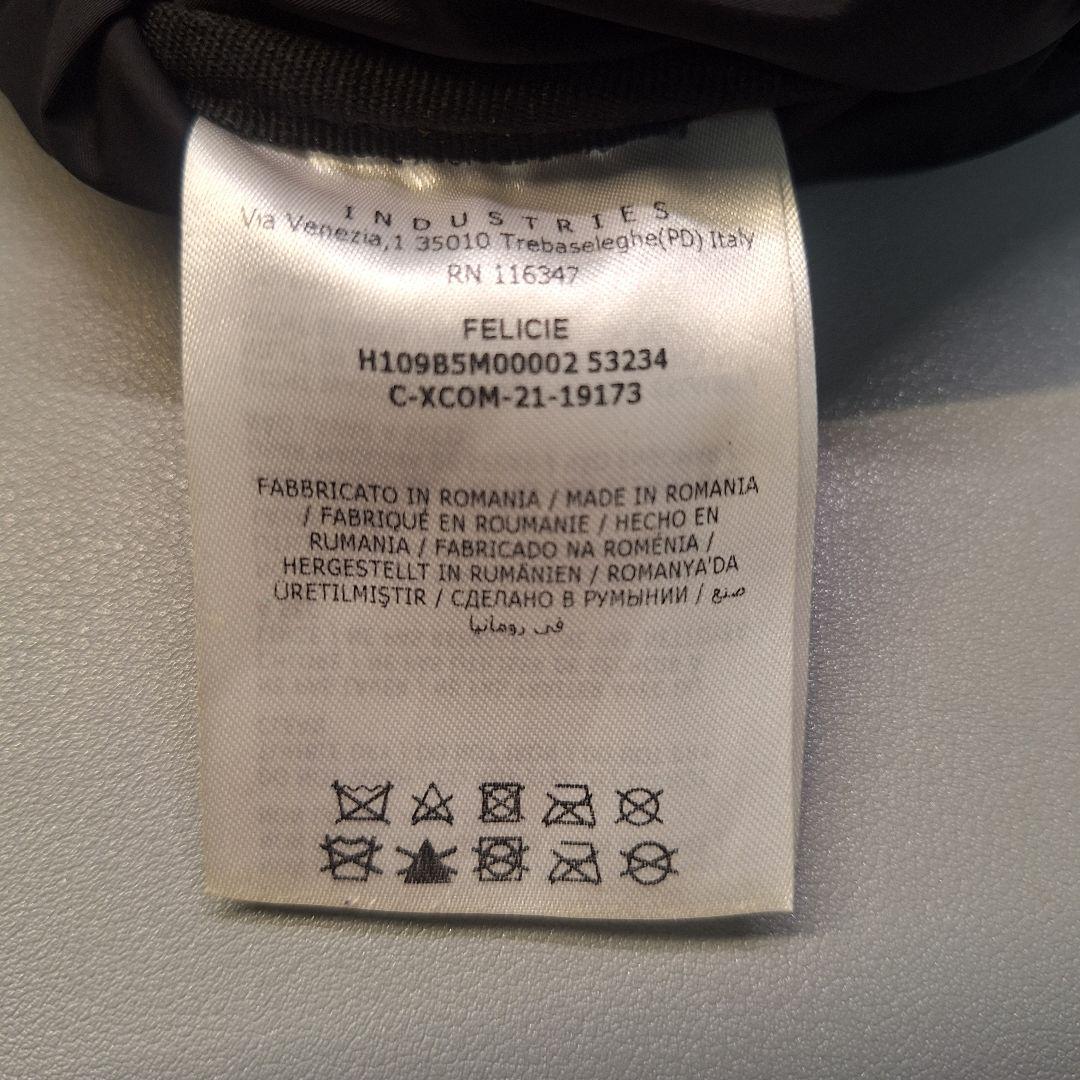 INDUSTRIES
Via Venezia,1 35010 Trebaseleghe(PD) Italy
RN 116347
FELICIE
H109B5M00002 53234
C-XCOM-21-19173
FABBRICATO IN ROMANIA / MADE IN ROMANIA
/ FABRIQUÉ EN ROUMANIE / HECHO EN
RUMANIA / FABRICADO NA ROMÉNIA /
HERGESTELLT IN RUMÄNIEN / ROMANYA'DA
ÜRETILMIŞTIR / СДЕЛАНО В РУМЫНИИ / صنع
في رومانيا